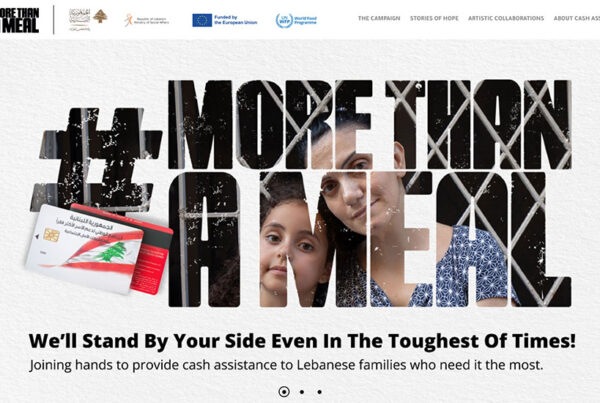 MORE THAN
A MEAL
Republic of Lebanon
Ministry of Social Affairs
Funded by
the European Union
WFP
World Food
Programme
THE CAMPAIGN STORIES OF HOPE ARTISTIC COLLABORATIONS ABOUT CASH ASS
#MORE THAN
A MEAL
الجمهورية اللبنانية
We'll Stand By Your Side Even In The Toughest Of Times!
Joining hands to provide cash assistance to Lebanese families who need it the most.